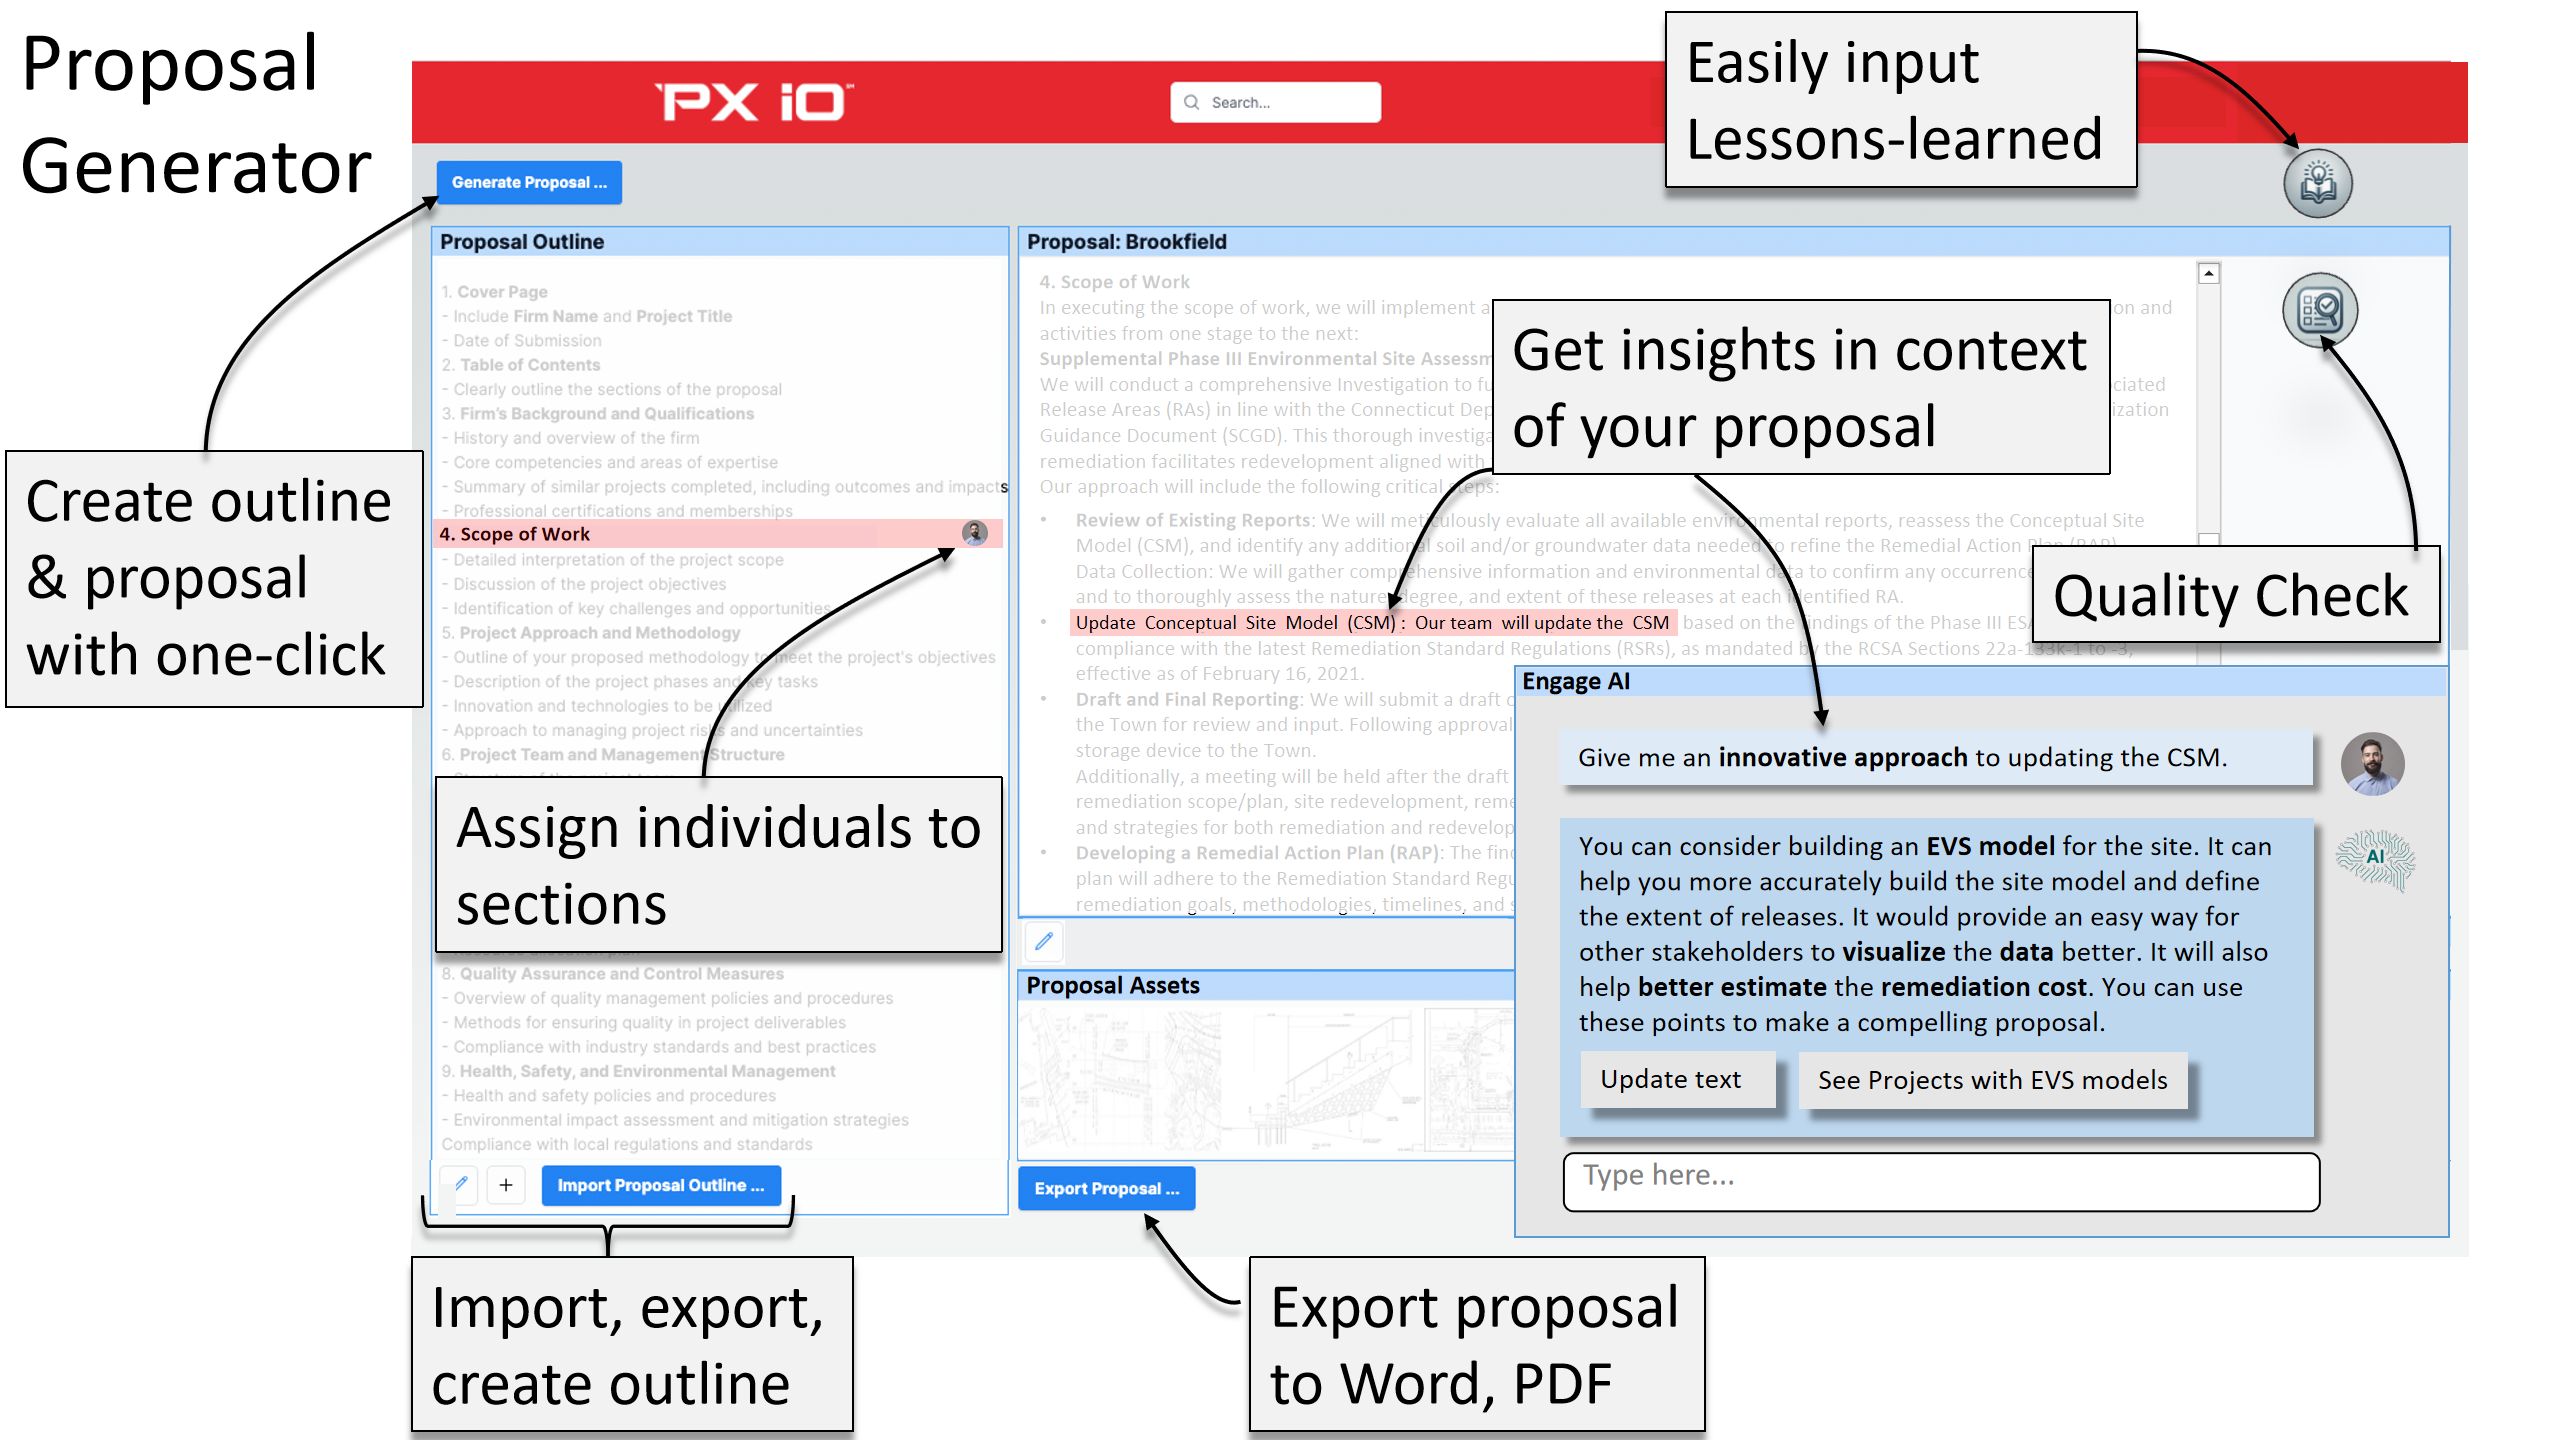 Proposal
Generator
PX iO
Search...
Easily input
Lessons-learned
Generate Proposal ...
Create outline
& proposal
with one-click
Proposal Outline
1. Cover Page
- Include Firm Name and Project Title
- Date of Submission
2. Table of Contents
- Clearly outline the sections of the proposal
3. Firm's Background and Qualifications
- History and overview of the firm
- Core competencies and areas of expertise
- Summary of similar projects completed, including outcomes and impacts
- Professional certifications and memberships
4. Scope of Work
- Detailed interpretation of the project scope
- Discussion of the project objectives
- Identification of key challenges and opportunities
5. Project Approach and Methodology
- Outline of your proposed methodology to meet the project's objectives
- Description of the project phases and key tasks
- Innovation and technologies to be utilized
- Approach to managing project risks and uncertainties
6. Project Team and Management Structure
Assign individuals to
sections
8. Quality Assurance and Control Measures
- Overview of quality management policies and procedures
- Methods for ensuring quality in project deliverables
- Compliance with industry standards and best practices
9. Health, Safety, and Environmental Management
- Health and safety policies and procedures
- Environmental impact assessment and mitigation strategies
Compliance with local regulations and standards
+
Import Proposal Outline ...
Import, export,
create outline
Proposal: Brookfield
4. Scope of Work
In executing the scope of work, we will implement a on and
activities from one stage to the next:
Supplemental Phase III Environmental Site
We will conduct a comprehensive Investigation to
Release Areas (RAs) in line with the Connecticut
Guidance Document (SCGD). This thorough
remediation facilitates redevelopment aligned with
Our approach will include the following critical steps:
Get insights in context
of your proposal
• Review of Existing Reports: We will meticulously evaluate all available environmental reports, reassess the Conceptual Site
Model (CSM), and identify any additional soil and/or groundwater data needed to refine the Remedial Action Plan (RAP)
Data Collection: We will gather comprehensive information and environmental data to confirm any
and to thoroughly assess the nature, degree, and extent of these releases at each identified RA.
• Update Conceptual Site Model (CSM) : Our team will update the CSM based on the findings of the Phase III
compliance with the latest Remediation Standard Regulations (RSRs), as mandated by the RCSA Sections 22a-133k-1 to -3,
effective as of February 16, 2021.
• Draft and Final Reporting: We will submit a draft
the Town for review and input. Following approval
storage device to the Town.
Additionally, a meeting will be held after the draft
remediation scope/plan, site redevelopment,
and strategies for both remediation and
• Developing a Remedial Action Plan (RAP): The
plan will adhere to the Remediation Standard
remediation goals, methodologies, timelines, and
Quality Check
Proposal Assets
Export Proposal ...
Export proposal
to Word, PDF
Engage AI
Give me an innovative approach to updating the CSM.
AI
You can consider building an EVS model for the site. It can
help you more accurately build the site model and define
the extent of releases. It would provide an easy way for
other stakeholders to visualize the data better. It will also
help better estimate the remediation cost. You can use
these points to make a compelling proposal.
Update text
See Projects with EVS models
Type here...